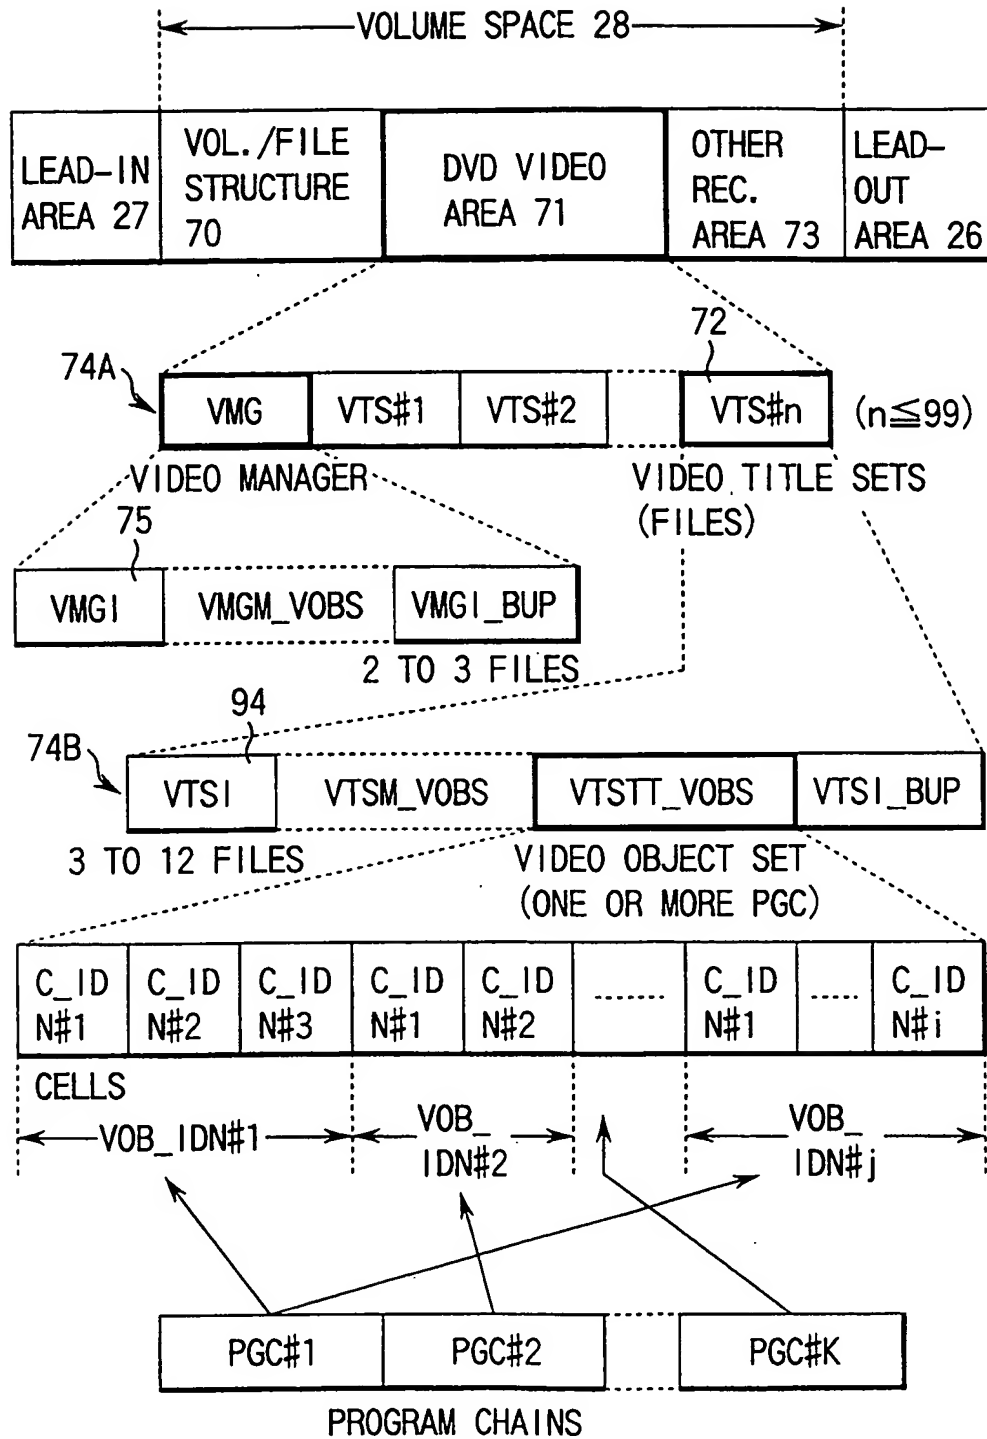 VOLUME SPACE 28
LEAD-IN
AREA 27
VOL./FILE
STRUCTURE
70
DVD VIDEO
AREA 71
OTHER
REC.
AREA 73
LEAD-
OUT
AREA 26
72
74A
VMG
VTS#1
VTS#2
VTS#n
(n≦99)
VIDEO MANAGER
VIDEO TITLE SETS
(FILES)
75
VMGI
VMGM_VOBS
VMGI_BUP
2 TO 3 FILES
94
74B
VTSI
VTSM_VOBS
VTSTT_VOBS
VTSI_BUP
3 TO 12 FILES
VIDEO OBJECT SET
(ONE OR MORE PGC)
C_ID
N#1
C_ID
N#2
C_ID
N#3
C_ID
N#1
C_ID
N#2
........
C_ID
N#1
.....
C_ID
N#i
CELLS
VOB_IDN#1
VOB_
IDN#2
VOB_
IDN#j
PGC#1
PGC#2
PGC#K
PROGRAM CHAINS